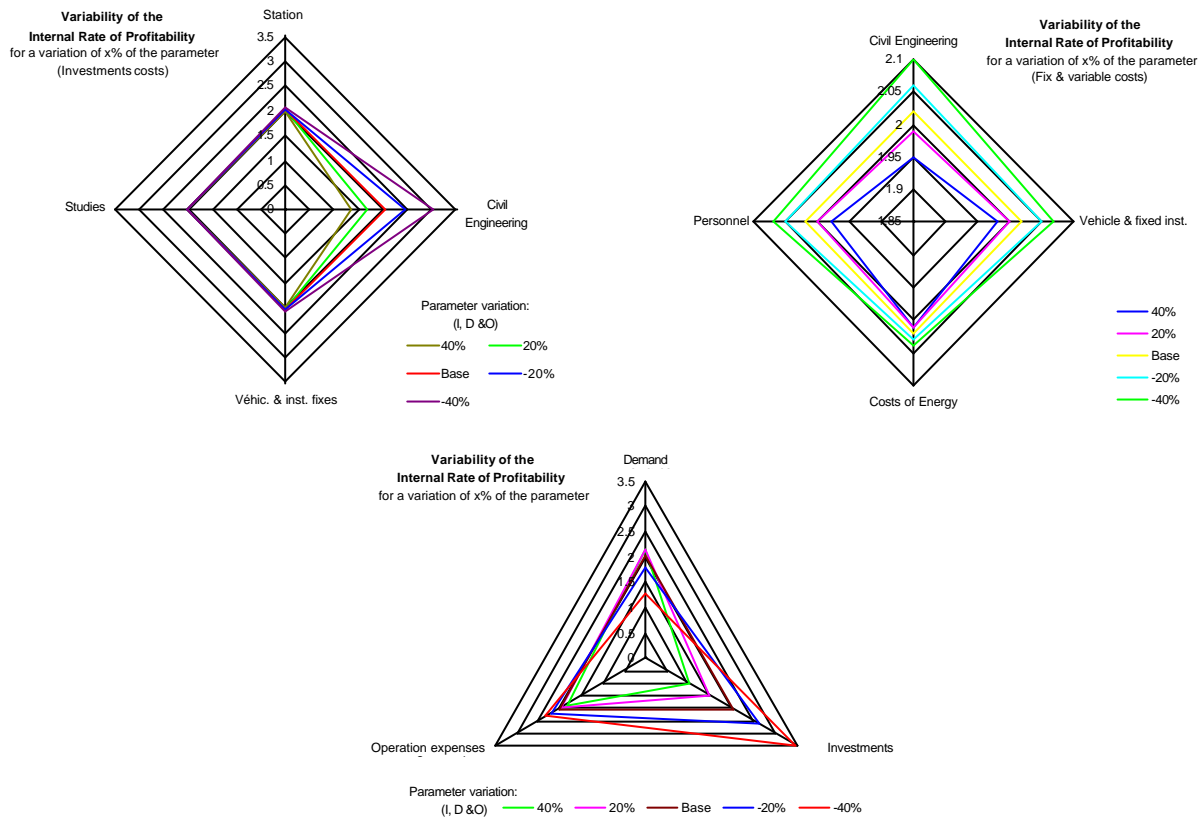 Variability of the
Internal Rate of Profitability
for a variation of x% of the parameter
(Investments costs)
Station
3.5
3
2.5
2
1.5
1
0.5
0
Studies
Civil
Engineering
Véhic. & inst. fixes
Parameter variation:
(I, D &O)
40%
20%
Base
-20%
-40%
Variability of the
Internal Rate of Profitability
for a variation of x% of the parameter
(Fix & variable costs)
Civil Engineering
2.1
2.05
2
1.95
1.9
1.85
Personnel
Vehicle & fixed inst.
Costs of Energy
40%
20%
Base
-20%
-40%
Variability of the
Internal Rate of Profitability
for a variation of x% of the parameter
Demand
3.5
3
2.5
2
1.5
1
0.5
0
Operation expenses
Investments
Parameter variation:
(I, D &O) 40% 20% Base -20% -40%